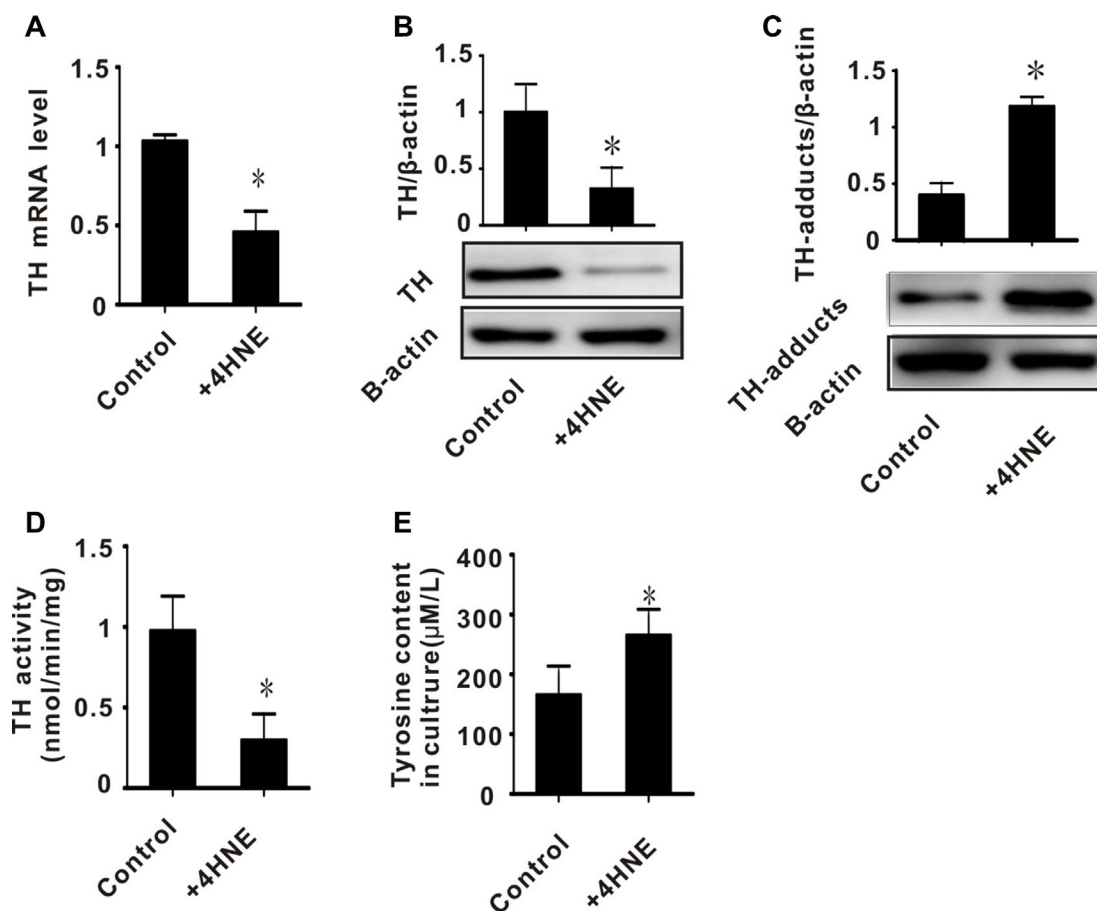 A
TH mRNA level
1.5
1
0.5
0
*
Control
+4HNE
B
TH/β-actin
1.5
1
0.5
0
*
TH
B-actin
Control
+4HNE
C
TH-adducts/β-actin
1.5
1
0.5
0
*
TH-adducts
B-actin
Control
+4HNE
D
TH activity
(nmol/min/mg)
1.5
1
0.5
0
*
Control
+4HNE
E
Tyrosine content
in cultrure(μM/L)
400
300
200
100
0
*
Control
+4HNE